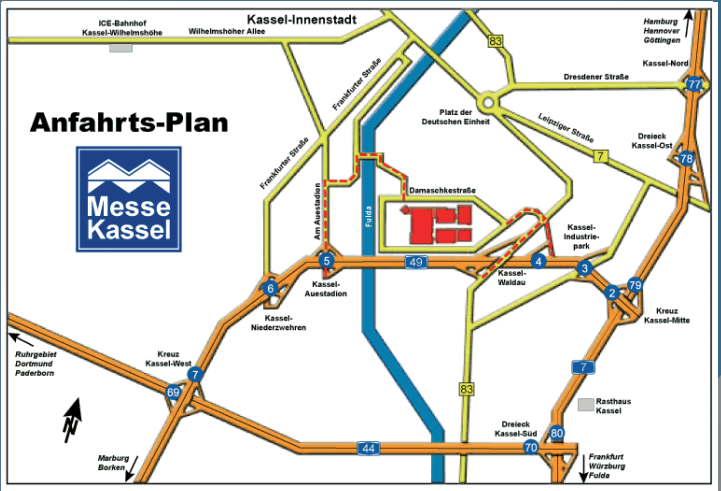 ICE-Bahnhof
Kassel-Wilhelmshöhe
Wilhelmshöher Allee
Kassel-Innenstadt
83
Hamburg
Hannover
Göttingen
Kassel-Nord
77
Dresdener Straße
Frankfurter Straße
Anfahrts-Plan
Platz der
Deutschen Einheit
Leipziger Straße
7
Dreieck
Kassel-Ost
78
Messe
Kassel
Frankfurter Straße
Am Auestadion
Fulda
Damaschkestraße
Kassel-
Industrie-
park
5
49
4
3
Kassel-
Auestadion
Kassel-
Waldau
6
2
79
Kassel-
Niederzwehren
Kreuz
Kassel-Mitte
Ruhrgebiet
Dortmund
Paderborn
Kreuz
Kassel-West
7
69
7
83
Rasthaus
Kassel
N
Dreieck
Kassel-Süd
80
44
70
Marburg
Borken
Frankfurt
Würzburg
Fulda